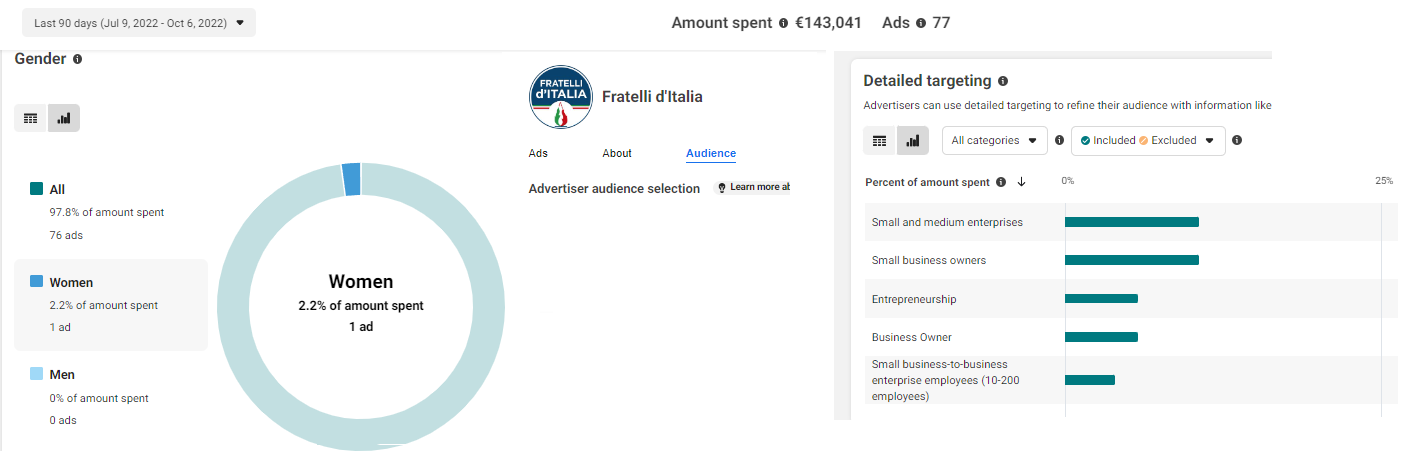 Last 90 days (Jul 9, 2022 - Oct 6, 2022)
Amount spent €143,041 Ads 77
Gender
All
97.8% of amount spent
76 ads
Women
2.2% of amount spent
1 ad
Men
0% of amount spent
0 ads
Women
2.2% of amount spent
1 ad
FRATELLI
d'ITALIA
Fratelli d'Italia
Ads About Audience
Advertiser audience selection Learn more
Detailed targeting
Advertisers can use detailed targeting to refine their audience with information like
All categories Included Excluded
Percent of amount spent 0% 25%
Small and medium enterprises
Small business owners
Entrepreneurship
Business Owner
Small business-to-business
enterprise employees (10-200
employees)